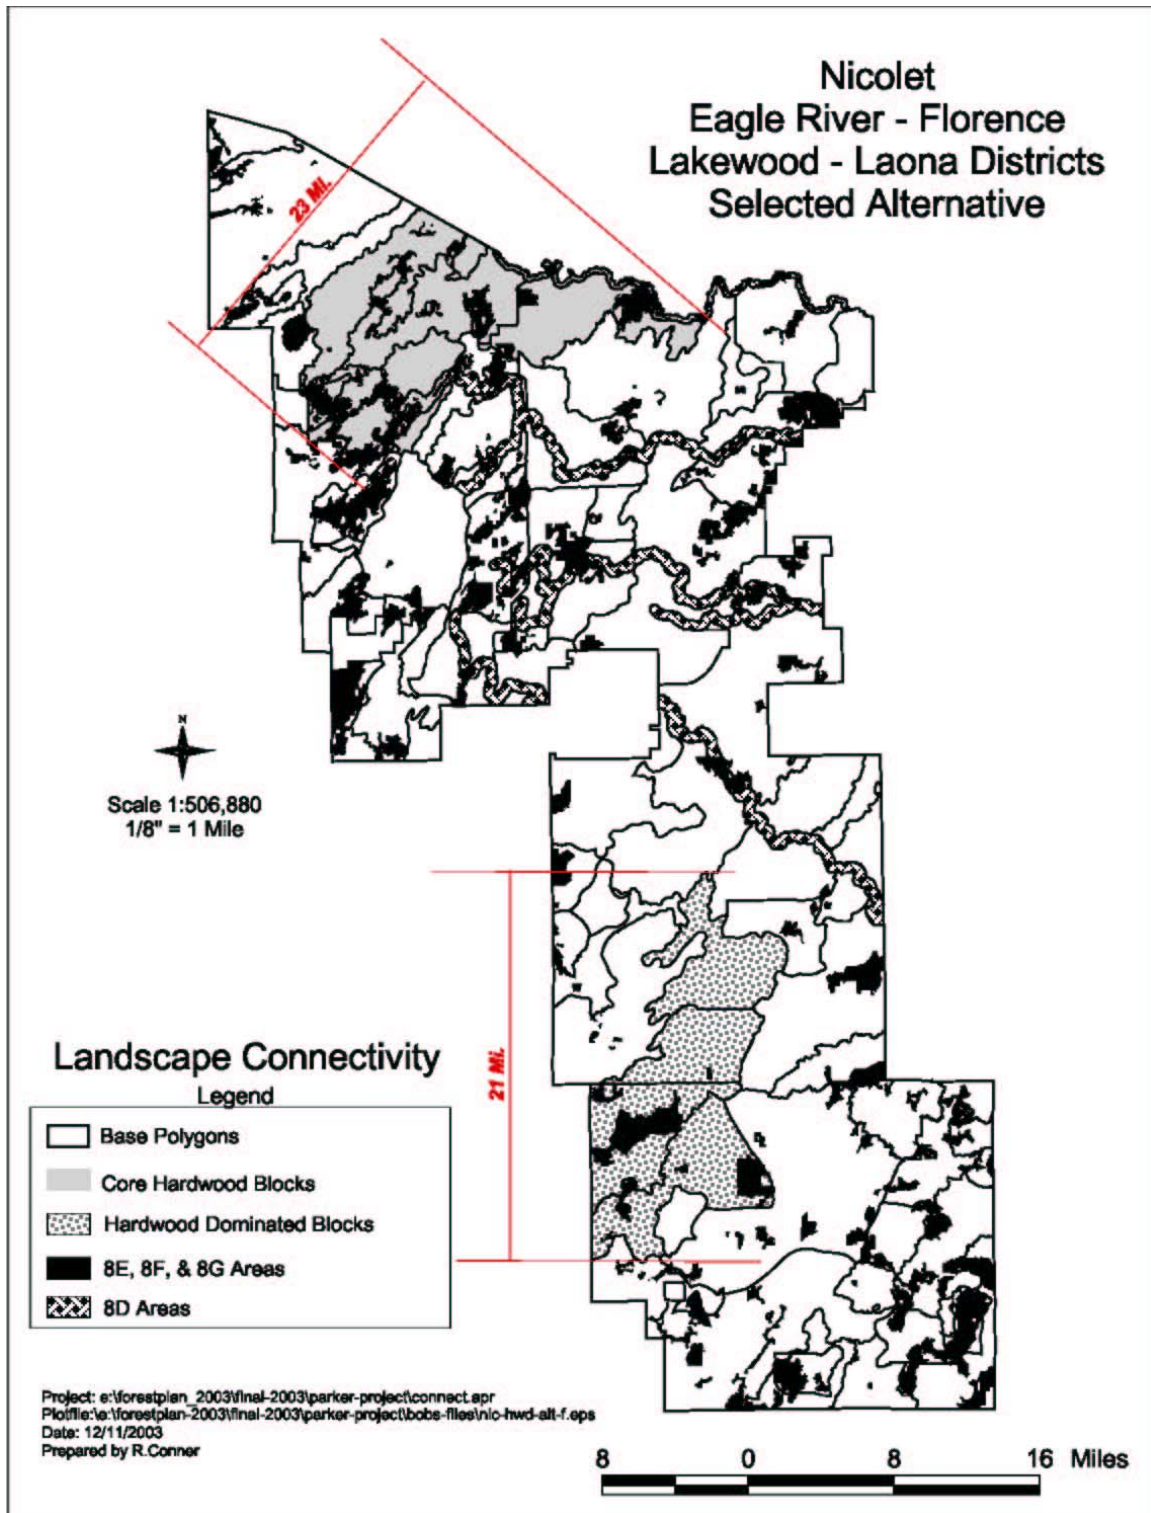 Nicolet
Eagle River - Florence
Lakewood - Laona Districts
Selected Alternative
23 Mi.
N
Scale 1:506,880
1/8" = 1 Mile
21 Mi.
Landscape Connectivity
Legend
Base Polygons
Core Hardwood Blocks
Hardwood Dominated Blocks
8E, 8F, & 8G Areas
8D Areas
Project: e:\forestplan_2003\final-2003\parker-project\connect.apr
Plotfile:\e:\forestplan-2003\final-2003\parker-project\bobs-files\nic-hwd-alt-f.eps
Date: 12/11/2003
Prepared by R.Conner
8 0 8 16 Miles